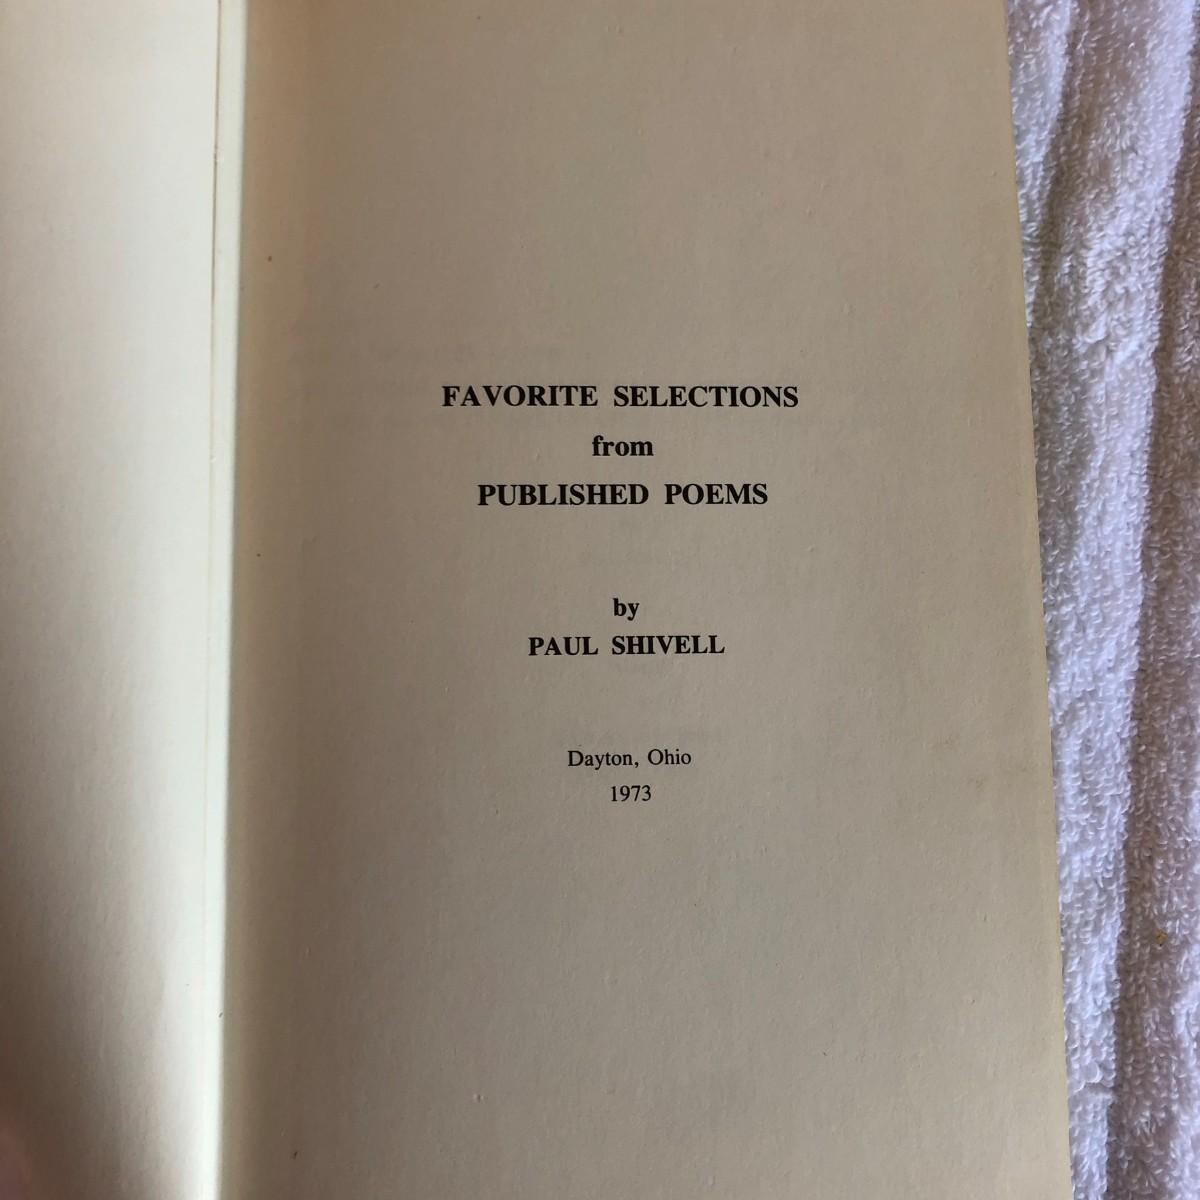 FAVORITE SELECTIONS
from
PUBLISHED POEMS
by
PAUL SHIVELL
Dayton, Ohio
1973